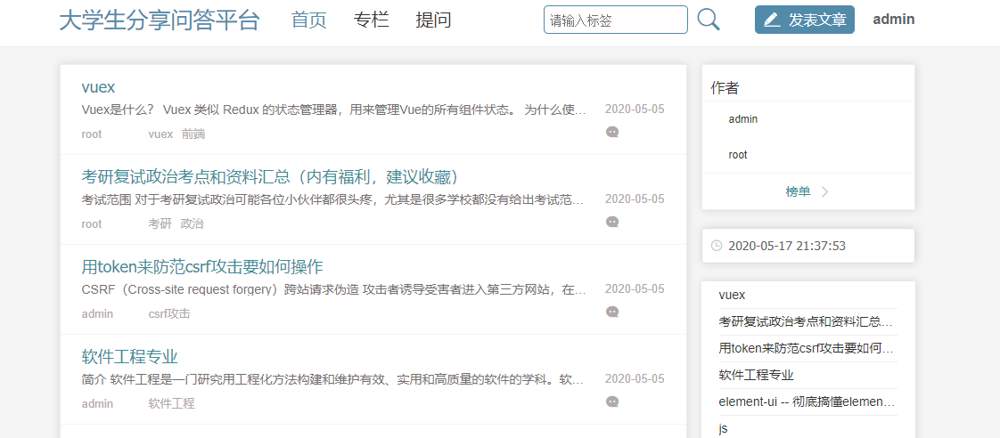 大学生分享问答平台 首页 专栏 提问 请输入标签 发表文章 admin
vuex
Vuex是什么? Vuex 类似 Redux 的状态管理器，用来管理Vue的所有组件状态。 为什么使... 2020-05-05
root vuex 前端
考研复试政治考点和资料汇总（内有福利，建议收藏）
考试范围 对于考研复试政治可能各位小伙伴都很头疼，尤其是很多学校都没有给出考试范... 2020-05-05
root 考研 政治
用token来防范csrf攻击要如何操作
CSRF（Cross-site request forgery）跨站请求伪造 攻击者诱导受害者进入第三方网站，在... 2020-05-05
admin csrf攻击
软件工程专业
简介 软件工程是一门研究用工程化方法构建和维护有效、实用和高质量的软件的学科。软... 2020-05-05
admin 软件工程
作者
admin
root
榜单
2020-05-17 21:37:53
vuex
考研复试政治考点和资料汇总...
用token来防范csrf攻击要如何...
软件工程专业
element-ui -- 彻底搞懂elemen...
js